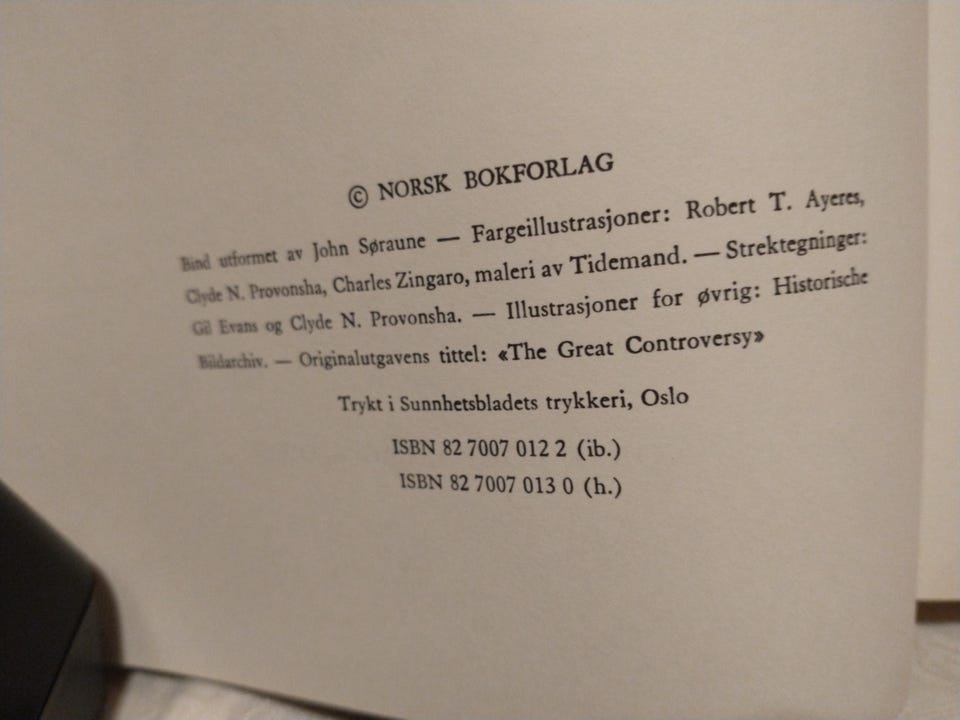 © NORSK BOKFORLAG
Bind utformet av John Søraune — Fargeillustrasjoner: Robert T. Ayeres,
Clyde N. Provonsha, Charles Zingaro, maleri av Tidemand. — Strektegninger:
Gil Evans og Clyde N. Provonsha. — Illustrasjoner for øvrig: Historische
Bildarchiv. — Originalutgavens tittel: «The Great Controversy»
Trykt i Sunnhetsbladets trykkeri, Oslo
ISBN 82 7007 012 2 (ib.)
ISBN 82 7007 013 0 (h.)